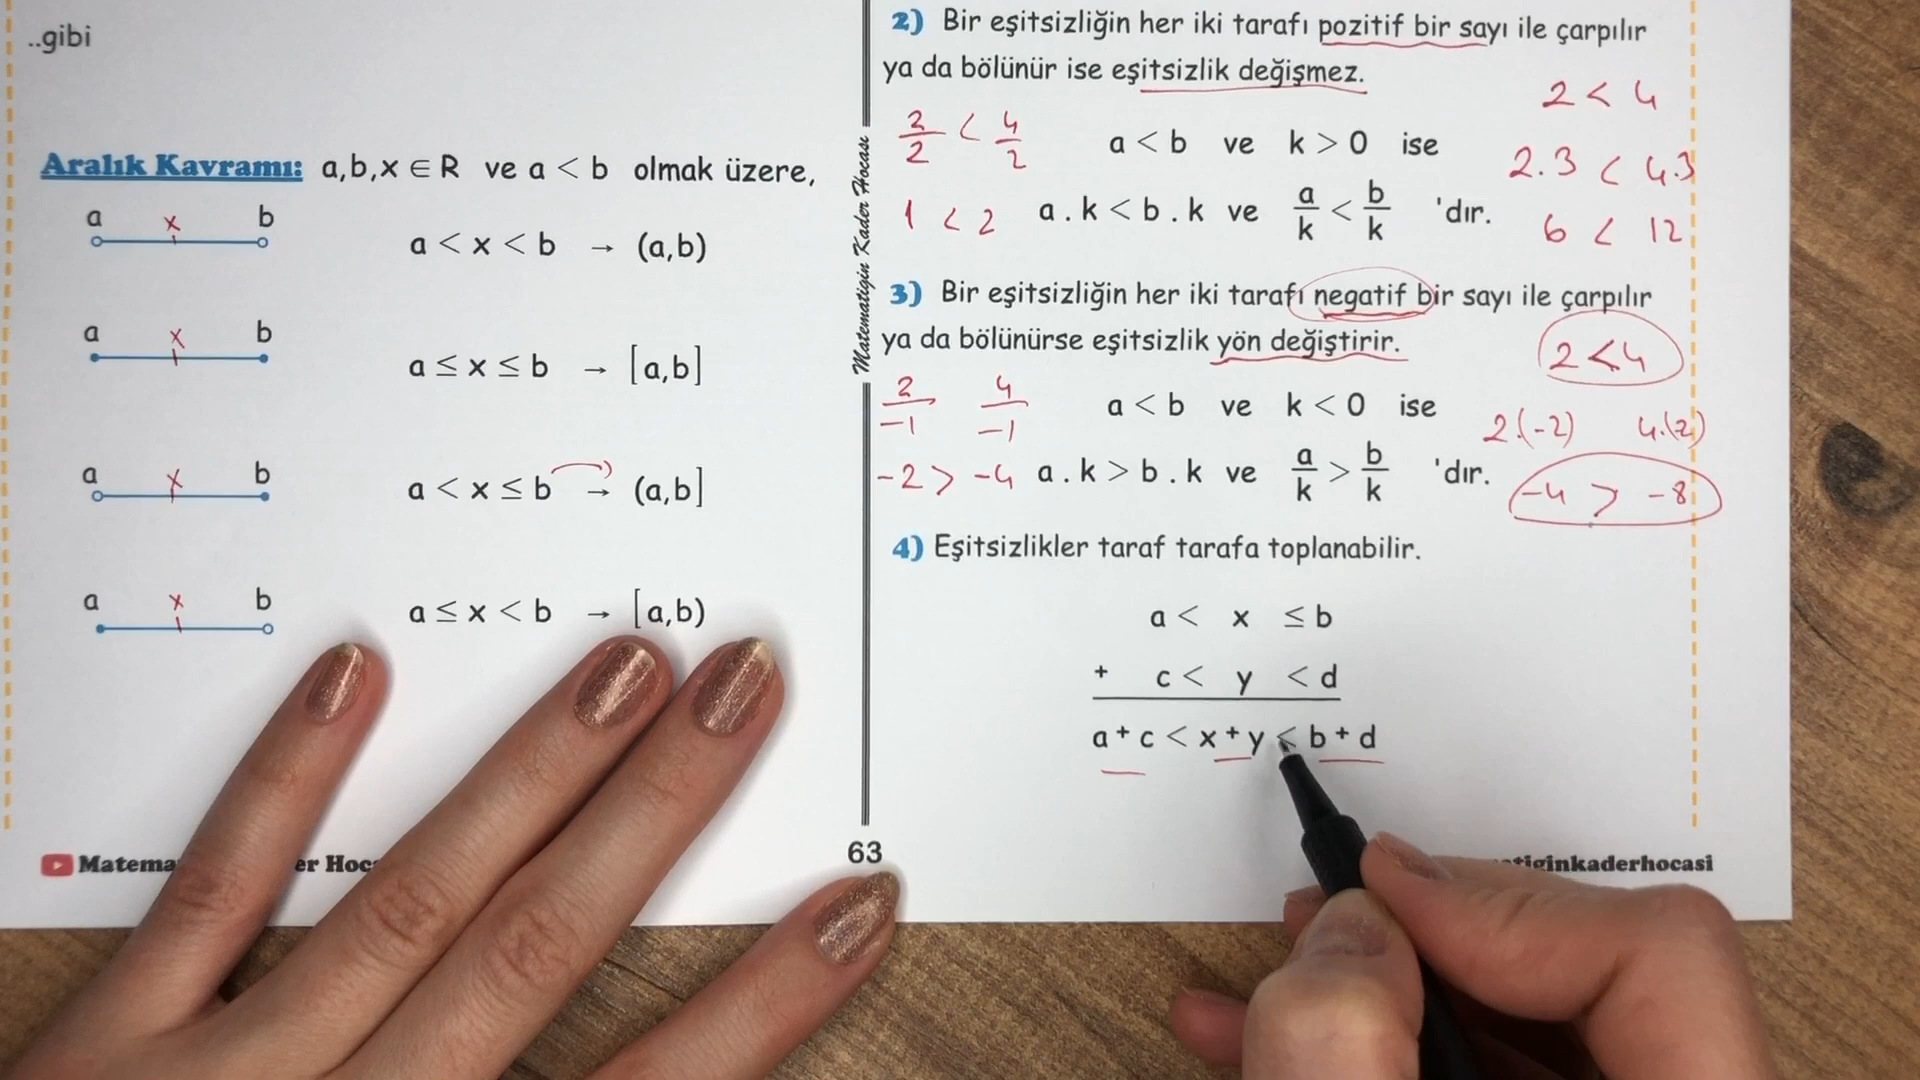 ..gibi
Aralık Kavramı: a,b,x ∈ R ve a < b olmak üzere,
a x b
a < x < b → (a,b)
a x b
a ≤ x ≤ b → [a,b]
a x b
a < x ≤ b → (a,b]
a x b
a ≤ x < b → [a,b)
Matematigin Kader Hocası
2) Bir eşitsizliğin her iki tarafı pozitif bir sayı ile çarpılır
ya da bölünür ise eşitsizlik değişmez.
2 < 4
2/2 < 4/2
a < b ve k > 0 ise
2.3 < 4.3
1 < 2
a . k < b . k ve a/k < b/k 'dır.
6 < 12
3) Bir eşitsizliğin her iki tarafı negatif bir sayı ile çarpılır
ya da bölünürse eşitsizlik yön değiştirir.
2 < 4
2/-1 4/-1
a < b ve k < 0 ise
2.(-2) 4.(2)
-2 > -4
a . k > b . k ve a/k > b/k 'dır.
-4 > -8
4) Eşitsizlikler taraf tarafa toplanabilir.
a < x ≤ b
+ c < y < d
a + c < x + y < b + d
63